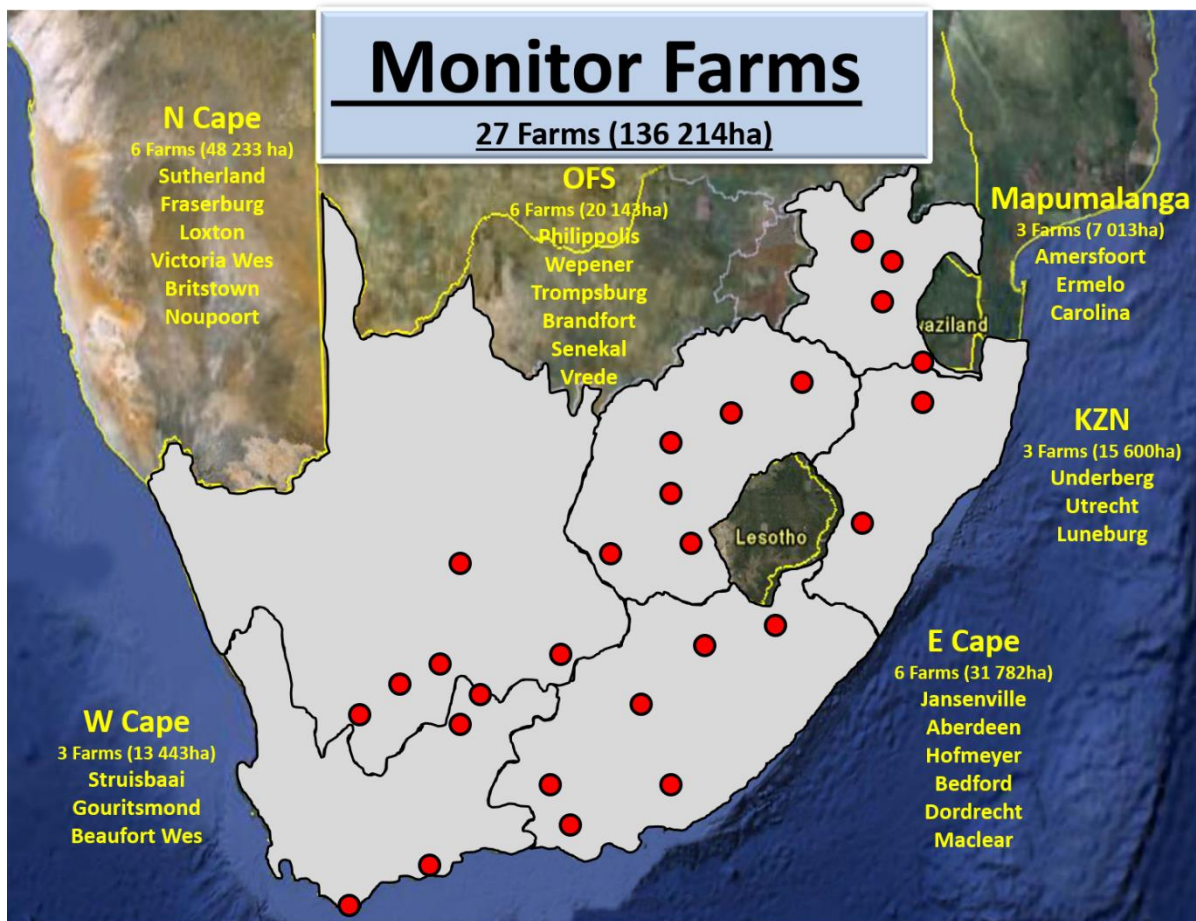 Monitor Farms
27 Farms (136 214ha)
N Cape
6 Farms (48 233 ha)
Sutherland
Fraserburg
Loxton
Victoria Wes
Britstown
Noupoort
OFS
6 Farms (20 143ha)
Philippolis
Wepener
Trompsburg
Brandfort
Senekal
Vrede
Mapumalanga
3 Farms (7 013ha)
Amersfoort
Ermelo
Carolina
waziland
KZN
3 Farms (15 600ha)
Underberg
Utrecht
Luneburg
Lesotho
E Cape
6 Farms (31 782ha)
Jansenville
Aberdeen
Hofmeyer
Bedford
Dordrecht
Maclear
W Cape
3 Farms (13 443ha)
Struisbaai
Gouritsmond
Beaufort Wes